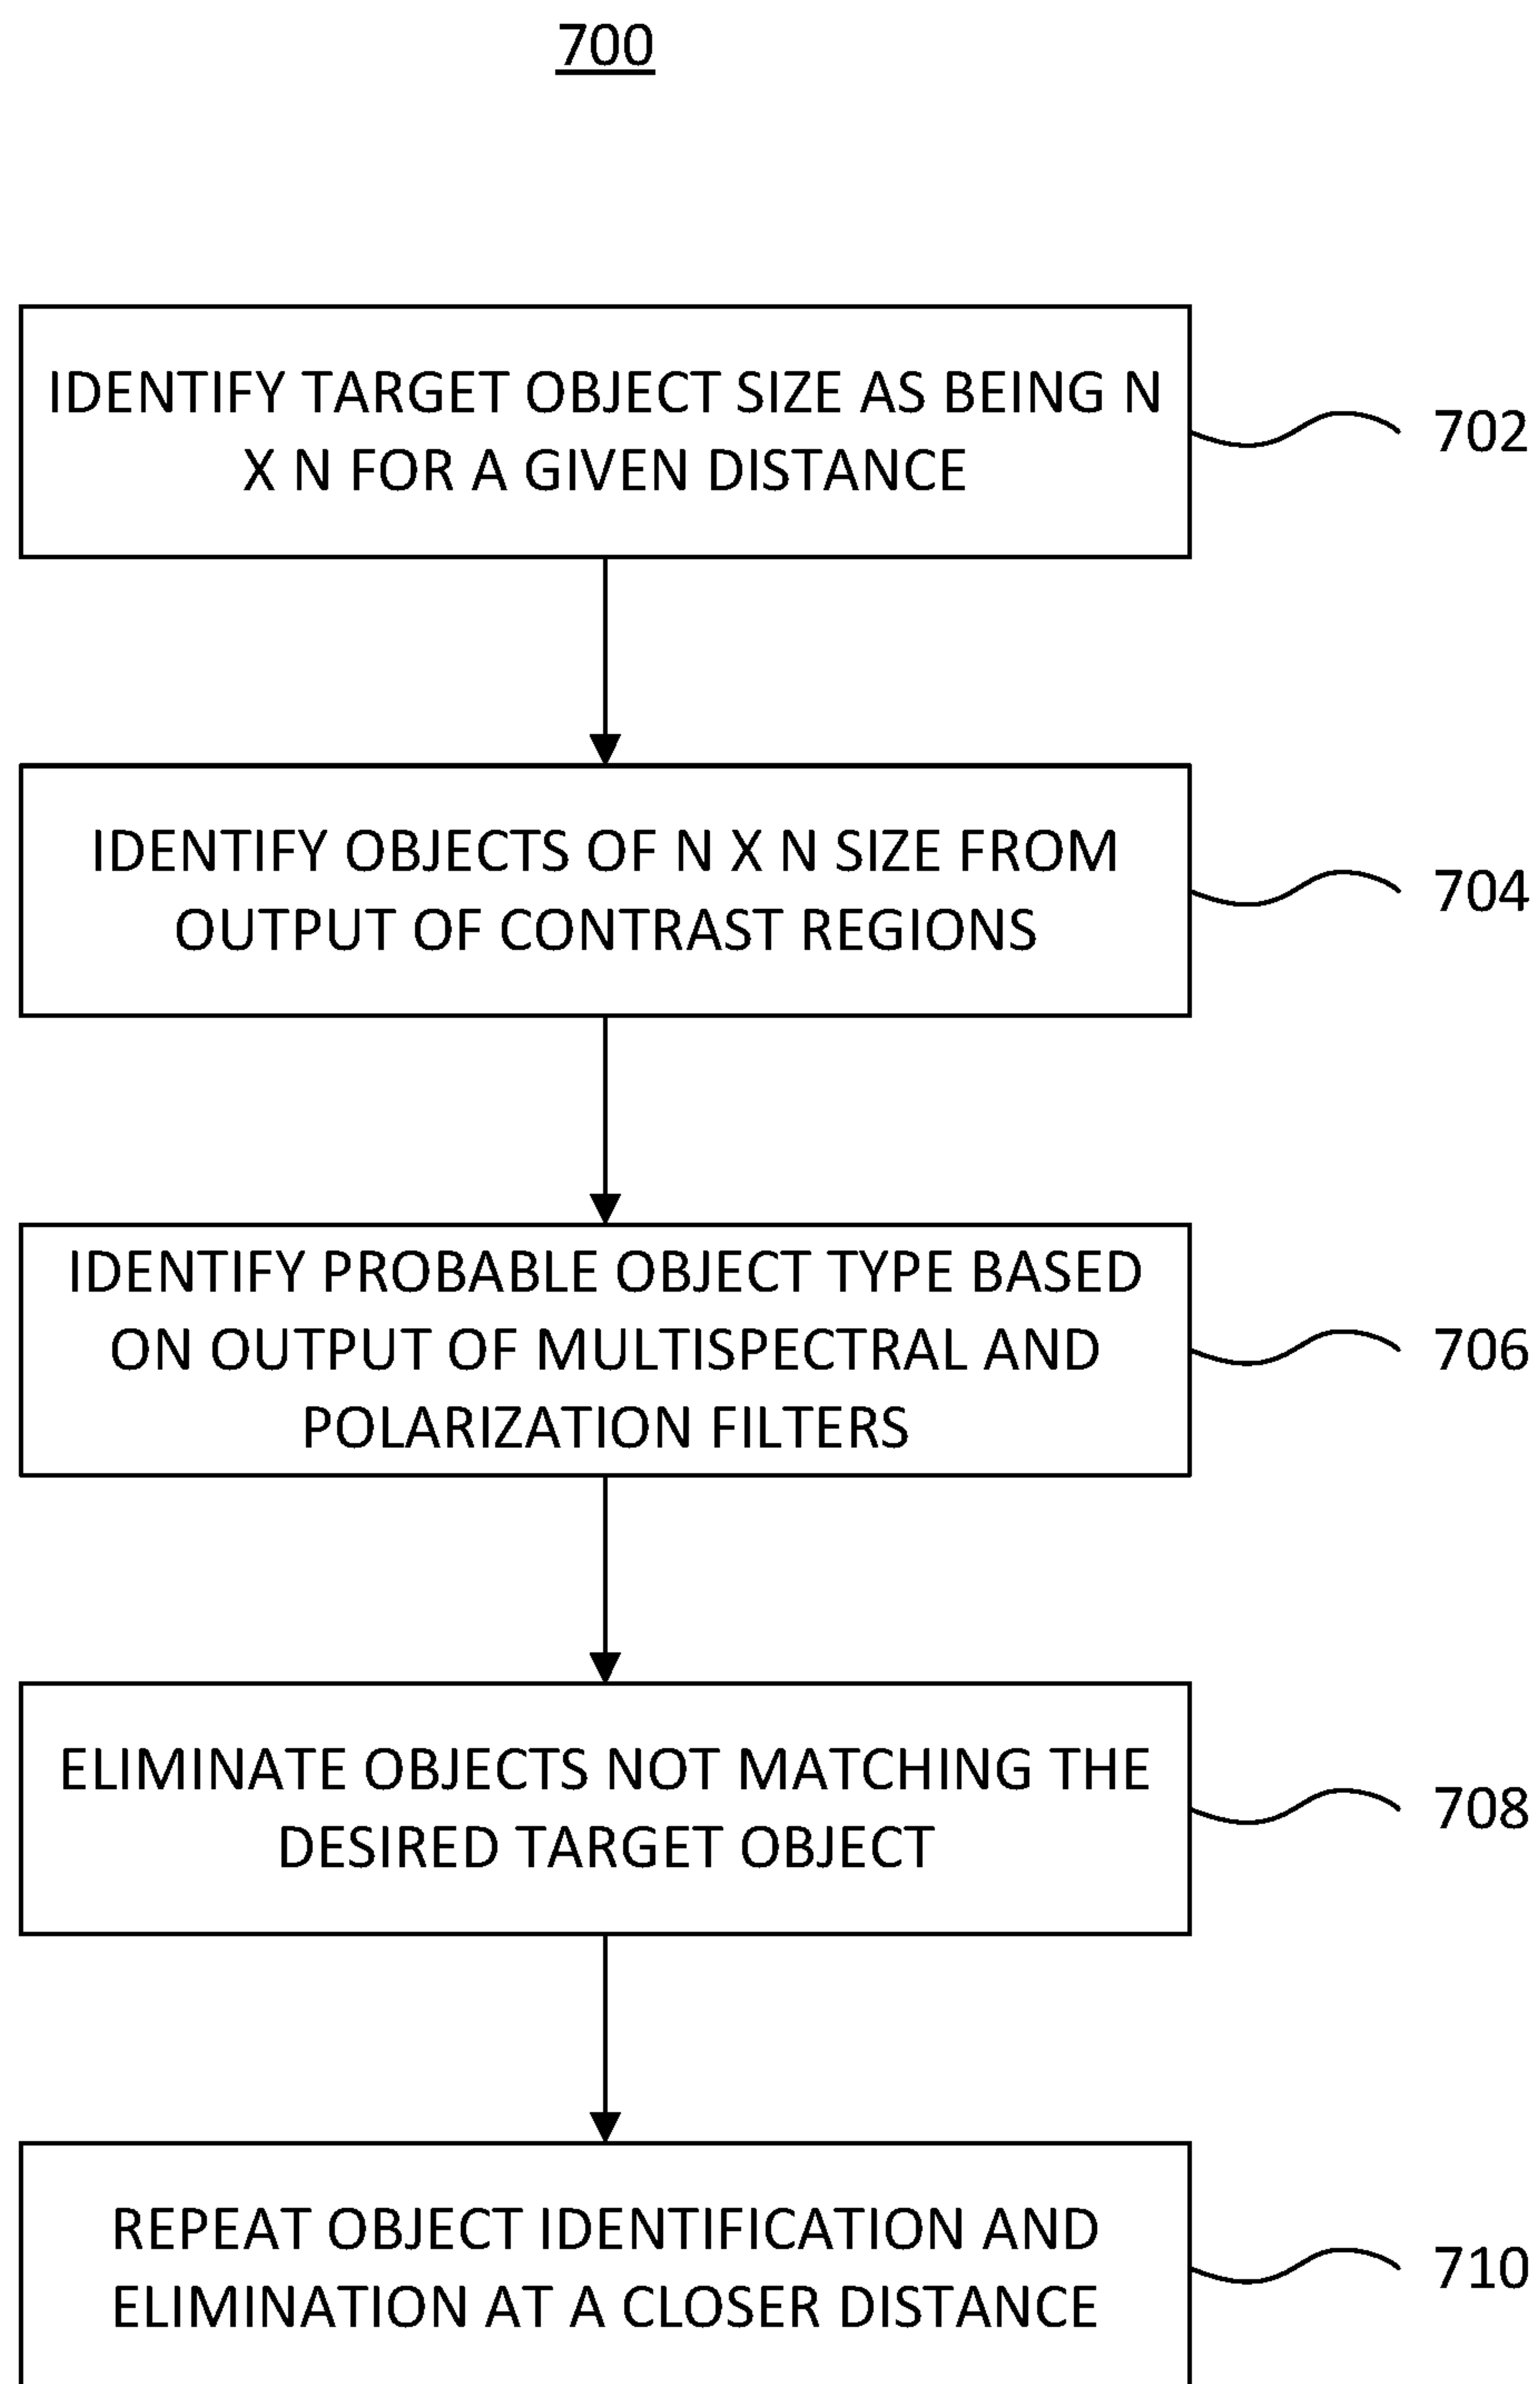 700
IDENTIFY TARGET OBJECT SIZE AS BEING N
X N FOR A GIVEN DISTANCE
702
IDENTIFY OBJECTS OF N X N SIZE FROM
OUTPUT OF CONTRAST REGIONS
704
IDENTIFY PROBABLE OBJECT TYPE BASED
ON OUTPUT OF MULTISPECTRAL AND
POLARIZATION FILTERS
706
ELIMINATE OBJECTS NOT MATCHING THE
DESIRED TARGET OBJECT
708
REPEAT OBJECT IDENTIFICATION AND
ELIMINATION AT A CLOSER DISTANCE
710